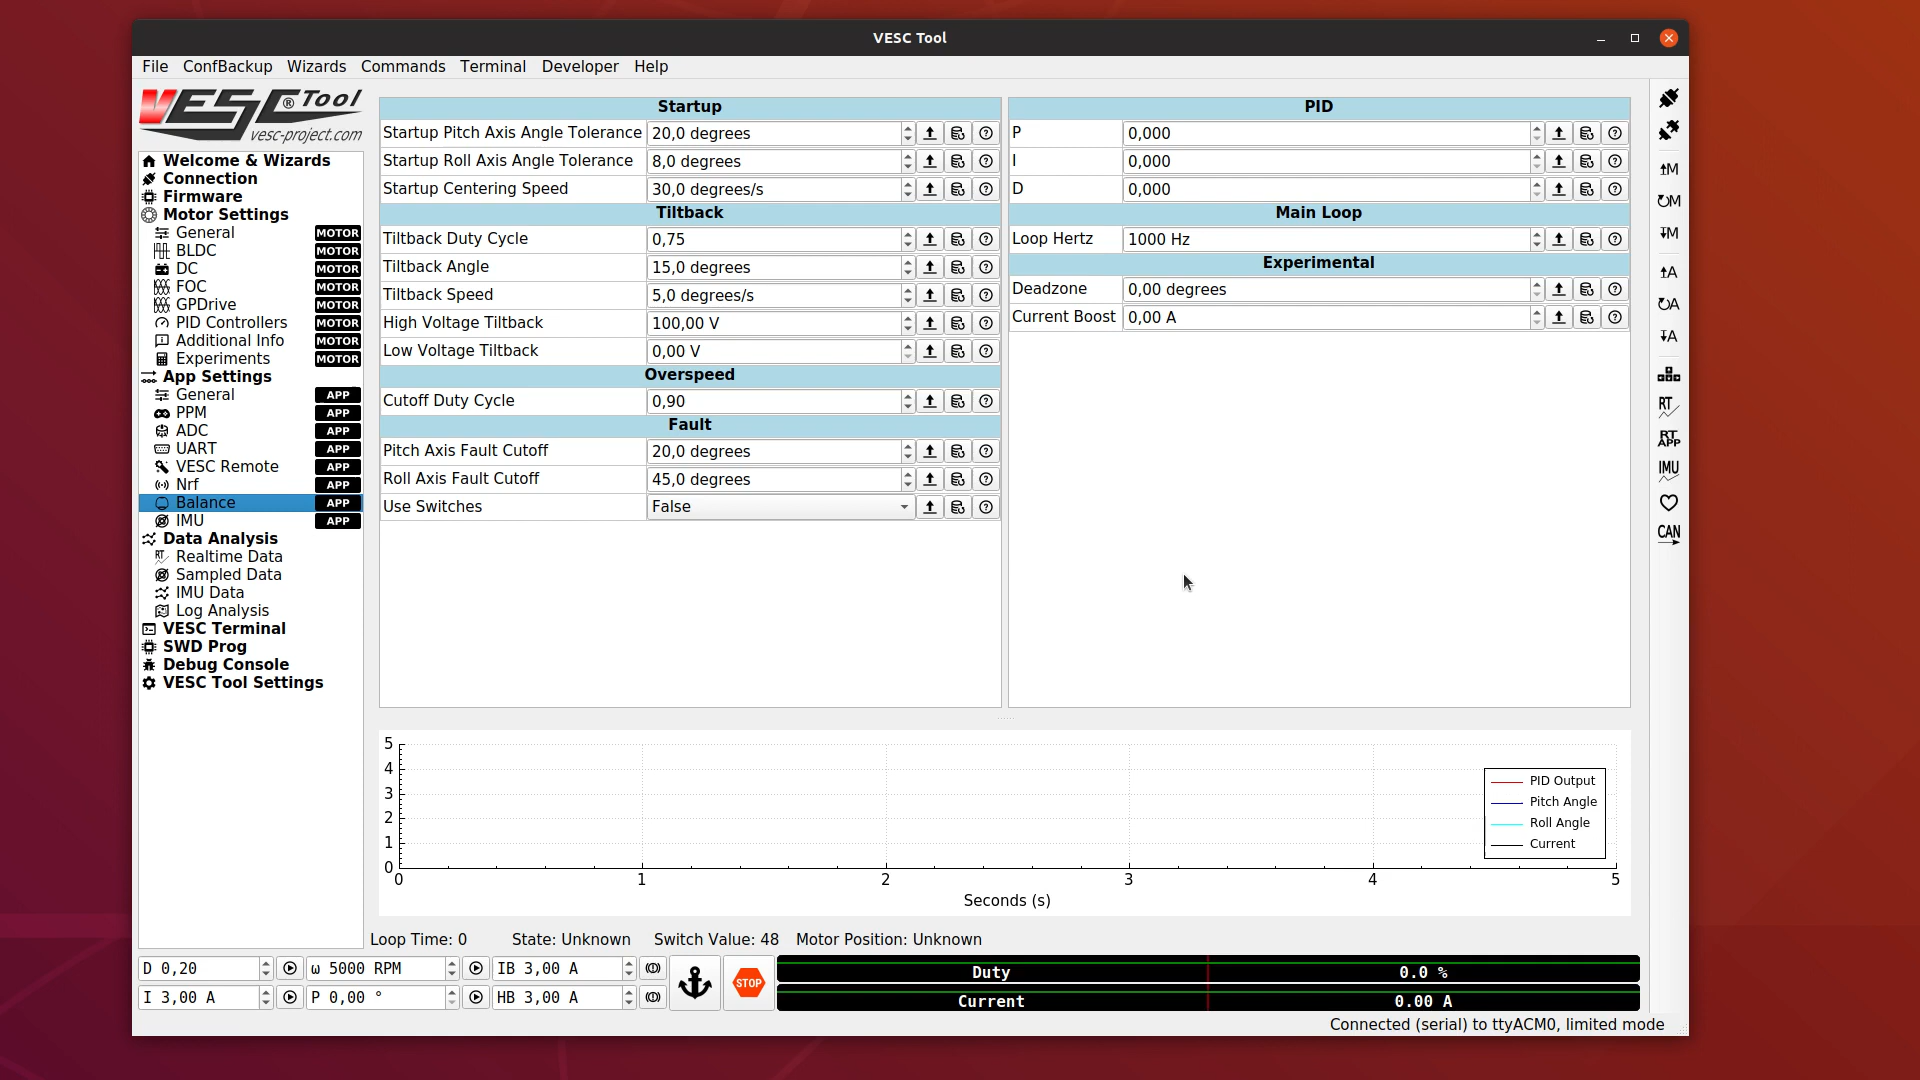 VESC Tool
File ConfBackup Wizards Commands Terminal Developer Help
VESC® Tool
vesc-project.com
Welcome & Wizards
Connection
Firmware
Motor Settings
General MOTOR
BLDC MOTOR
DC MOTOR
FOC MOTOR
GPDrive MOTOR
PID Controllers MOTOR
Additional Info MOTOR
Experiments MOTOR
App Settings
General APP
PPM APP
ADC APP
UART APP
VESC Remote APP
Nrf APP
Balance APP
IMU APP
Data Analysis
RT Realtime Data
Sampled Data
IMU Data
Log Analysis
VESC Terminal
SWD Prog
Debug Console
VESC Tool Settings
Startup
Startup Pitch Axis Angle Tolerance 20,0 degrees
Startup Roll Axis Angle Tolerance 8,0 degrees
Startup Centering Speed 30,0 degrees/s
Tiltback
Tiltback Duty Cycle 0,75
Tiltback Angle 15,0 degrees
Tiltback Speed 5,0 degrees/s
High Voltage Tiltback 100,00 V
Low Voltage Tiltback 0,00 V
Overspeed
Cutoff Duty Cycle 0,90
Fault
Pitch Axis Fault Cutoff 20,0 degrees
Roll Axis Fault Cutoff 45,0 degrees
Use Switches False
PID
P 0,000
I 0,000
D 0,000
Main Loop
Loop Hertz 1000 Hz
Experimental
Deadzone 0,00 degrees
Current Boost 0,00 A
M
M
M
A
A
A
RT
RT
APP
IMU
CAN
5
4
3
2
1
0
0 1 2 3 4 5
Seconds (s)
PID Output
Pitch Angle
Roll Angle
Current
Loop Time: 0 State: Unknown Switch Value: 48 Motor Position: Unknown
D 0,20 ω 5000 RPM IB 3,00 A
I 3,00 A P 0,00 ° HB 3,00 A
STOP
Duty 0.0 %
Current 0.00 A
Connected (serial) to ttyACM0, limited mode